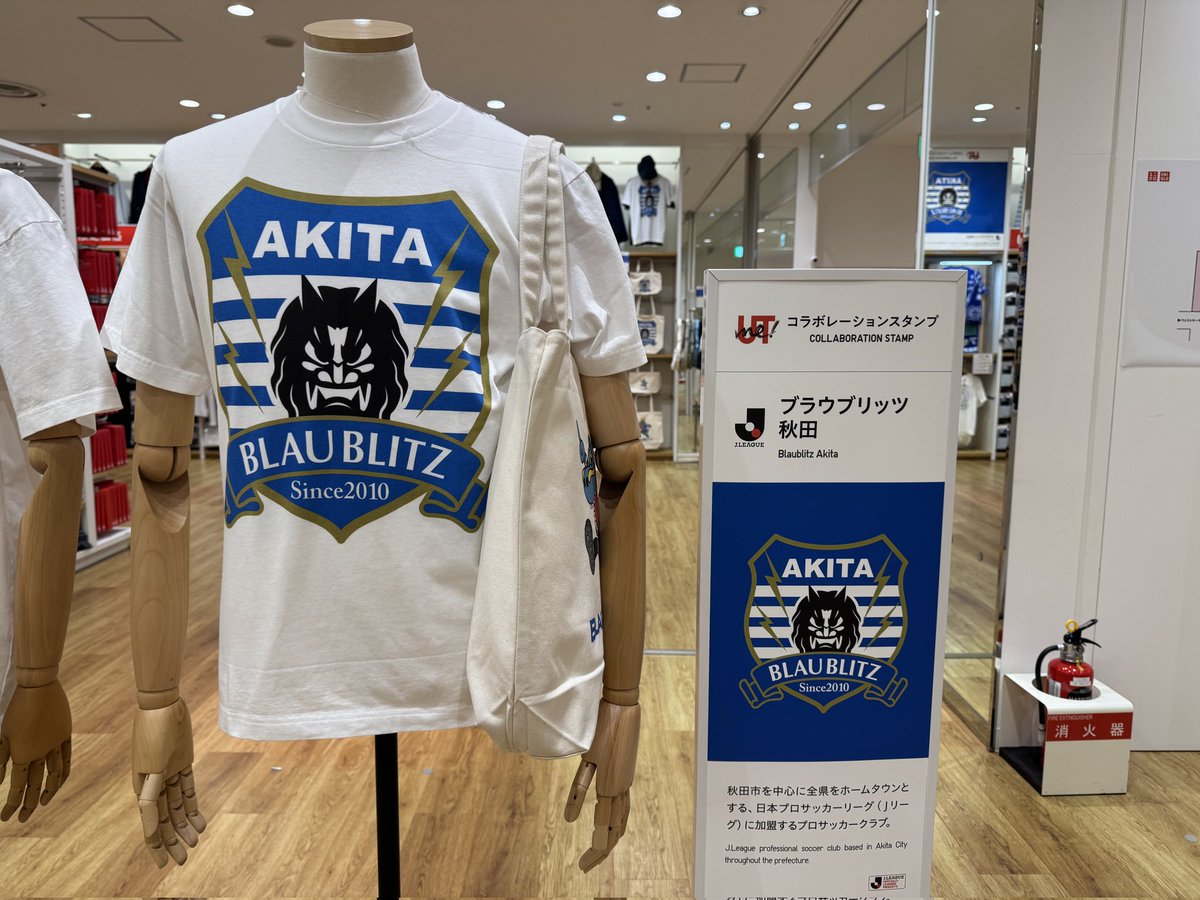 AKITA
BLAUBLITZ
Since2010
UT me!
コラボレーションスタンプ
COLLABORATION STAMP
J.LEAGUE
ブラウブリッツ
秋田
Blaublitz Akita
AKITA
BLAUBLITZ
Since2010
秋田市を中心に全県をホームタウンと
する、日本プロサッカーリーグ（Jリー
グ）に加盟するプロサッカークラブ。
J.League professional soccer club based in Akita City
throughout the prefecture.
J.LEAGUE
FIRE EXTINGUISHER
消火器